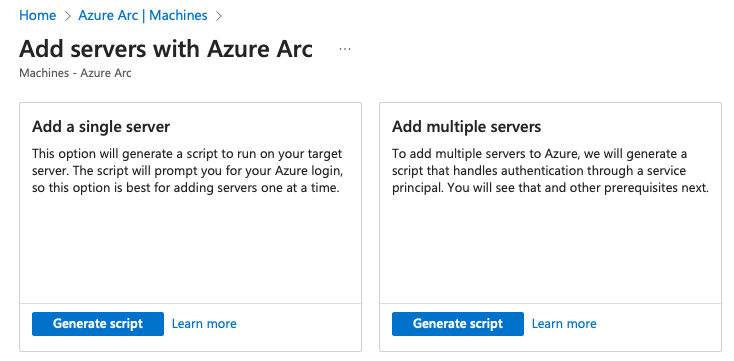 Home > Azure Arc | Machines >
Add servers with Azure Arc ...
Machines - Azure Arc
Add a single server
This option will generate a script to run on your target
server. The script will prompt you for your Azure login,
so this option is best for adding servers one at a time.
Generate script Learn more
Add multiple servers
To add multiple servers to Azure, we will generate a
script that handles authentication through a service
principal. You will see that and other prerequisites next.
Generate script Learn more